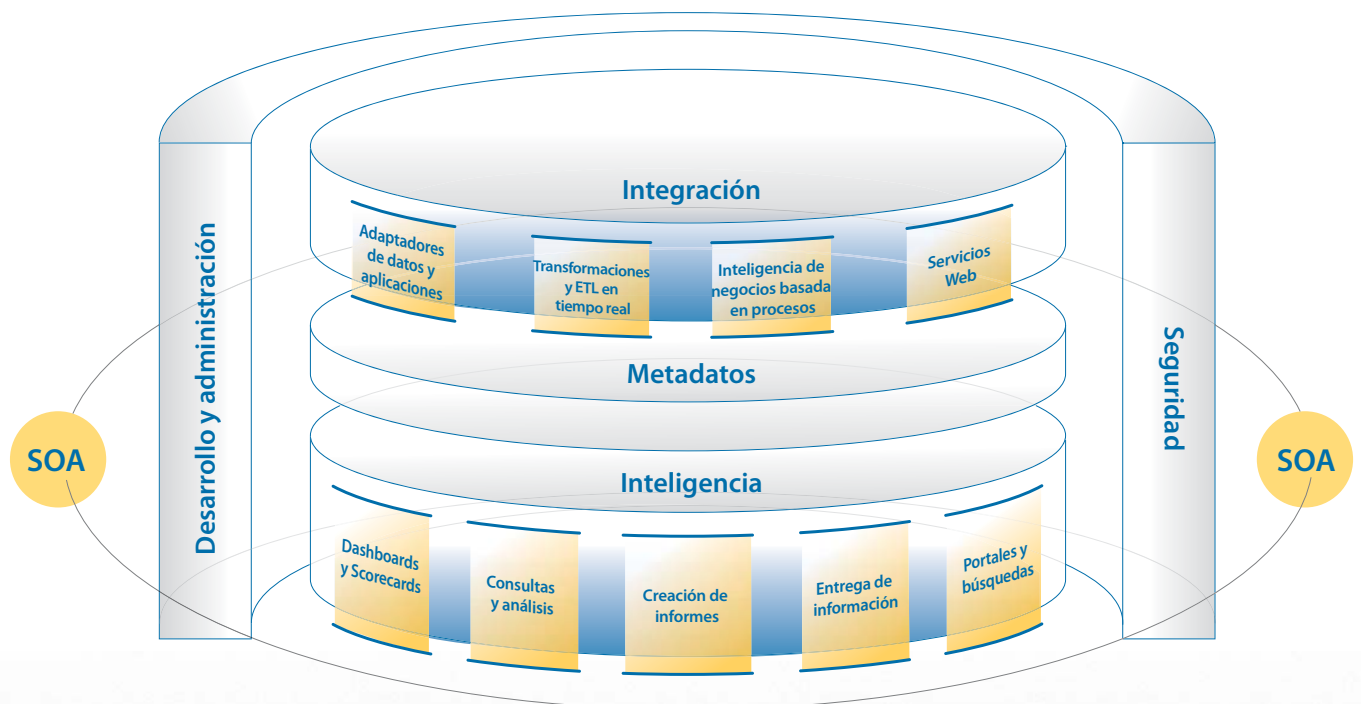 Integración
Adaptadores
de datos y
aplicaciones
Transformaciones
y ETL en
tiempo real
Inteligencia de
negocios basada
en procesos
Servicios
Web
Desarrollo y administración
Metadatos
Seguridad
SOA
SOA
Inteligencia
Dashboards
y Scorecards
Consultas
y análisis
Creación de
informes
Entrega de
información
Portales y
búsquedas